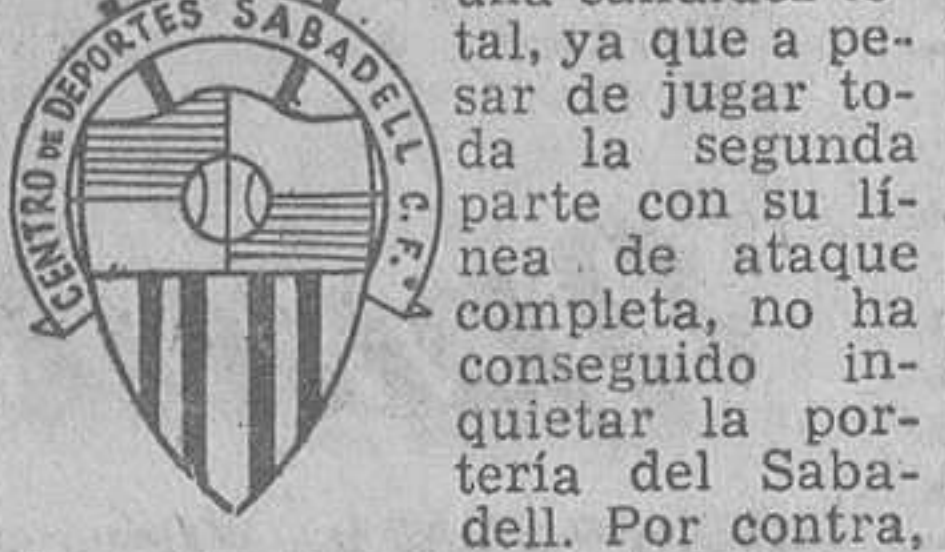 CENTRO DE DEPORTES SABADELL C. F.
tal, ya que a pe-
sar de jugar to-
da la segunda
parte con su lí-
nea de ataque
completa, no ha
conseguido in-
quietar la por-
tería del Saba-
dell. Por contra,